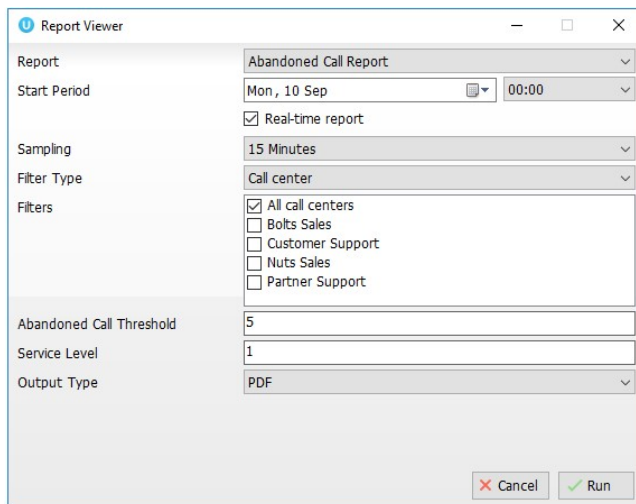 Report Viewer
Report
Abandoned Call Report
Start Period
Mon, 10 Sep
00:00
Real-time report
Sampling
15 Minutes
Filter Type
Call center
Filters
All call centers
Bolts Sales
Customer Support
Nuts Sales
Partner Support
Abandoned Call Threshold
5
Service Level
1
Output Type
PDF
Cancel
Run